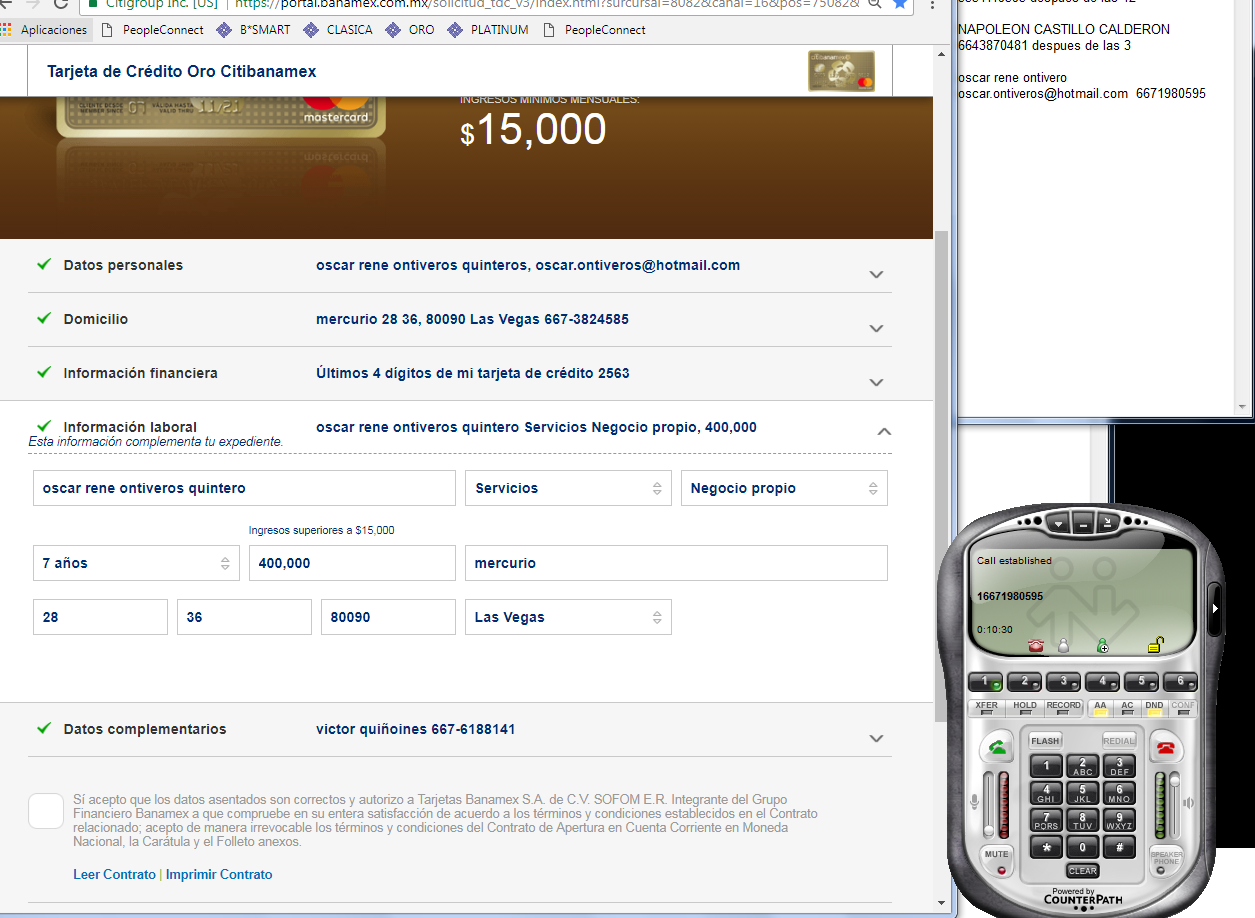 Citigroup Inc. [US] | https://portal.banamex.com.mx/solicitud_tdc_v3/index.html?sursursal=8082&canal=16&pos=75082&
Aplicaciones PeopleConnect B*SMART CLASICA ORO PLATINUM PeopleConnect
Tarjeta de Crédito Oro Citibanamex
CLIENTE DESDE 07 VÁLIDA HASTA 11/21
MEMBER SINCE VALID THRU
mastercard
INGRESOS MÍNIMOS MENSUALES:
$15,000
Datos personales oscar rene ontiveros quinteros, oscar.ontiveros@hotmail.com
Domicilio mercurio 28 36, 80090 Las Vegas 667-3824585
Información financiera Últimos 4 dígitos de mi tarjeta de crédito 2563
Información laboral oscar rene ontiveros quintero Servicios Negocio propio, 400,000
Esta información complementa tu expediente.
oscar rene ontiveros quintero Servicios Negocio propio
Ingresos superiores a $15,000
7 años 400,000 mercurio
28 36 80090 Las Vegas
Datos complementarios victor quiñoines 667-6188141
Sí acepto que los datos asentados son correctos y autorizo a Tarjetas Banamex S.A. de C.V. SOFOM E.R. Integrante del Grupo
Financiero Banamex a que compruebe en su entera satisfacción de acuerdo a los términos y condiciones establecidos en el Contrato
relacionado; acepto de manera irrevocable los términos y condiciones del Contrato de Apertura en Cuenta Corriente en Moneda
Nacional, la Carátula y el Folleto anexos.
Leer Contrato | Imprimir Contrato
NAPOLEON CASTILLO CALDERON
6643870481 despues de las 3
oscar rene ontivero
oscar.ontiveros@hotmail.com 6671980595
Call established
16671980595
0:10:30
1 2 3 4 5 6
XFER HOLD RECORD AA AC DND CONF
FLASH REDIAL
1 2 ABC 3 DEF
4 GHI 5 JKL 6 MNO
7 PQRS 8 TUV 9 WXYZ
* 0 #
MUTE CLEAR SPEAKER PHONE
Powered by
COUNTERPATH